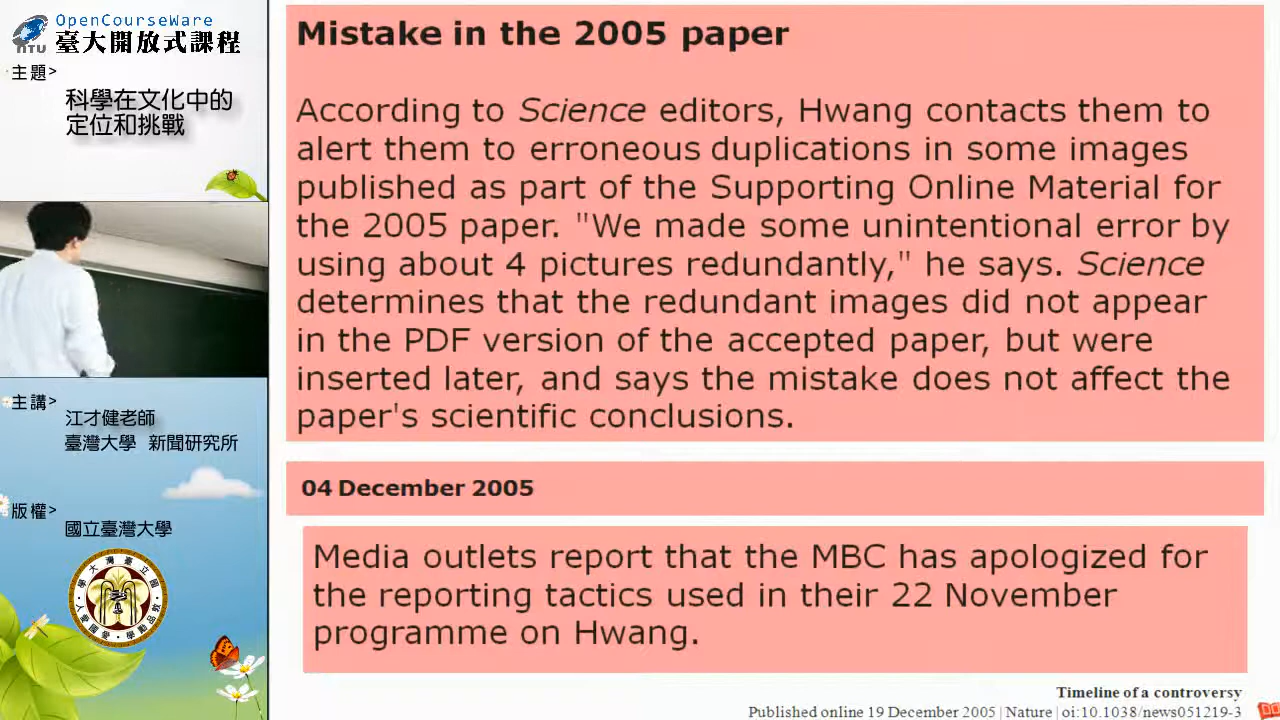 OpenCourseWare
NTU
臺大開放式課程
主題>
科學在文化中的
定位和挑戰
主講>
江才健老師
臺灣大學 新聞研究所
版權>
國立臺灣大學
Mistake in the 2005 paper
According to Science editors, Hwang contacts them to
alert them to erroneous duplications in some images
published as part of the Supporting Online Material for
the 2005 paper. "We made some unintentional error by
using about 4 pictures redundantly," he says. Science
determines that the redundant images did not appear
in the PDF version of the accepted paper, but were
inserted later, and says the mistake does not affect the
paper's scientific conclusions.
04 December 2005
Media outlets report that the MBC has apologized for
the reporting tactics used in their 22 November
programme on Hwang.
Timeline of a controversy
Published online 19 December 2005 | Nature | oi:10.1038/news051219-3